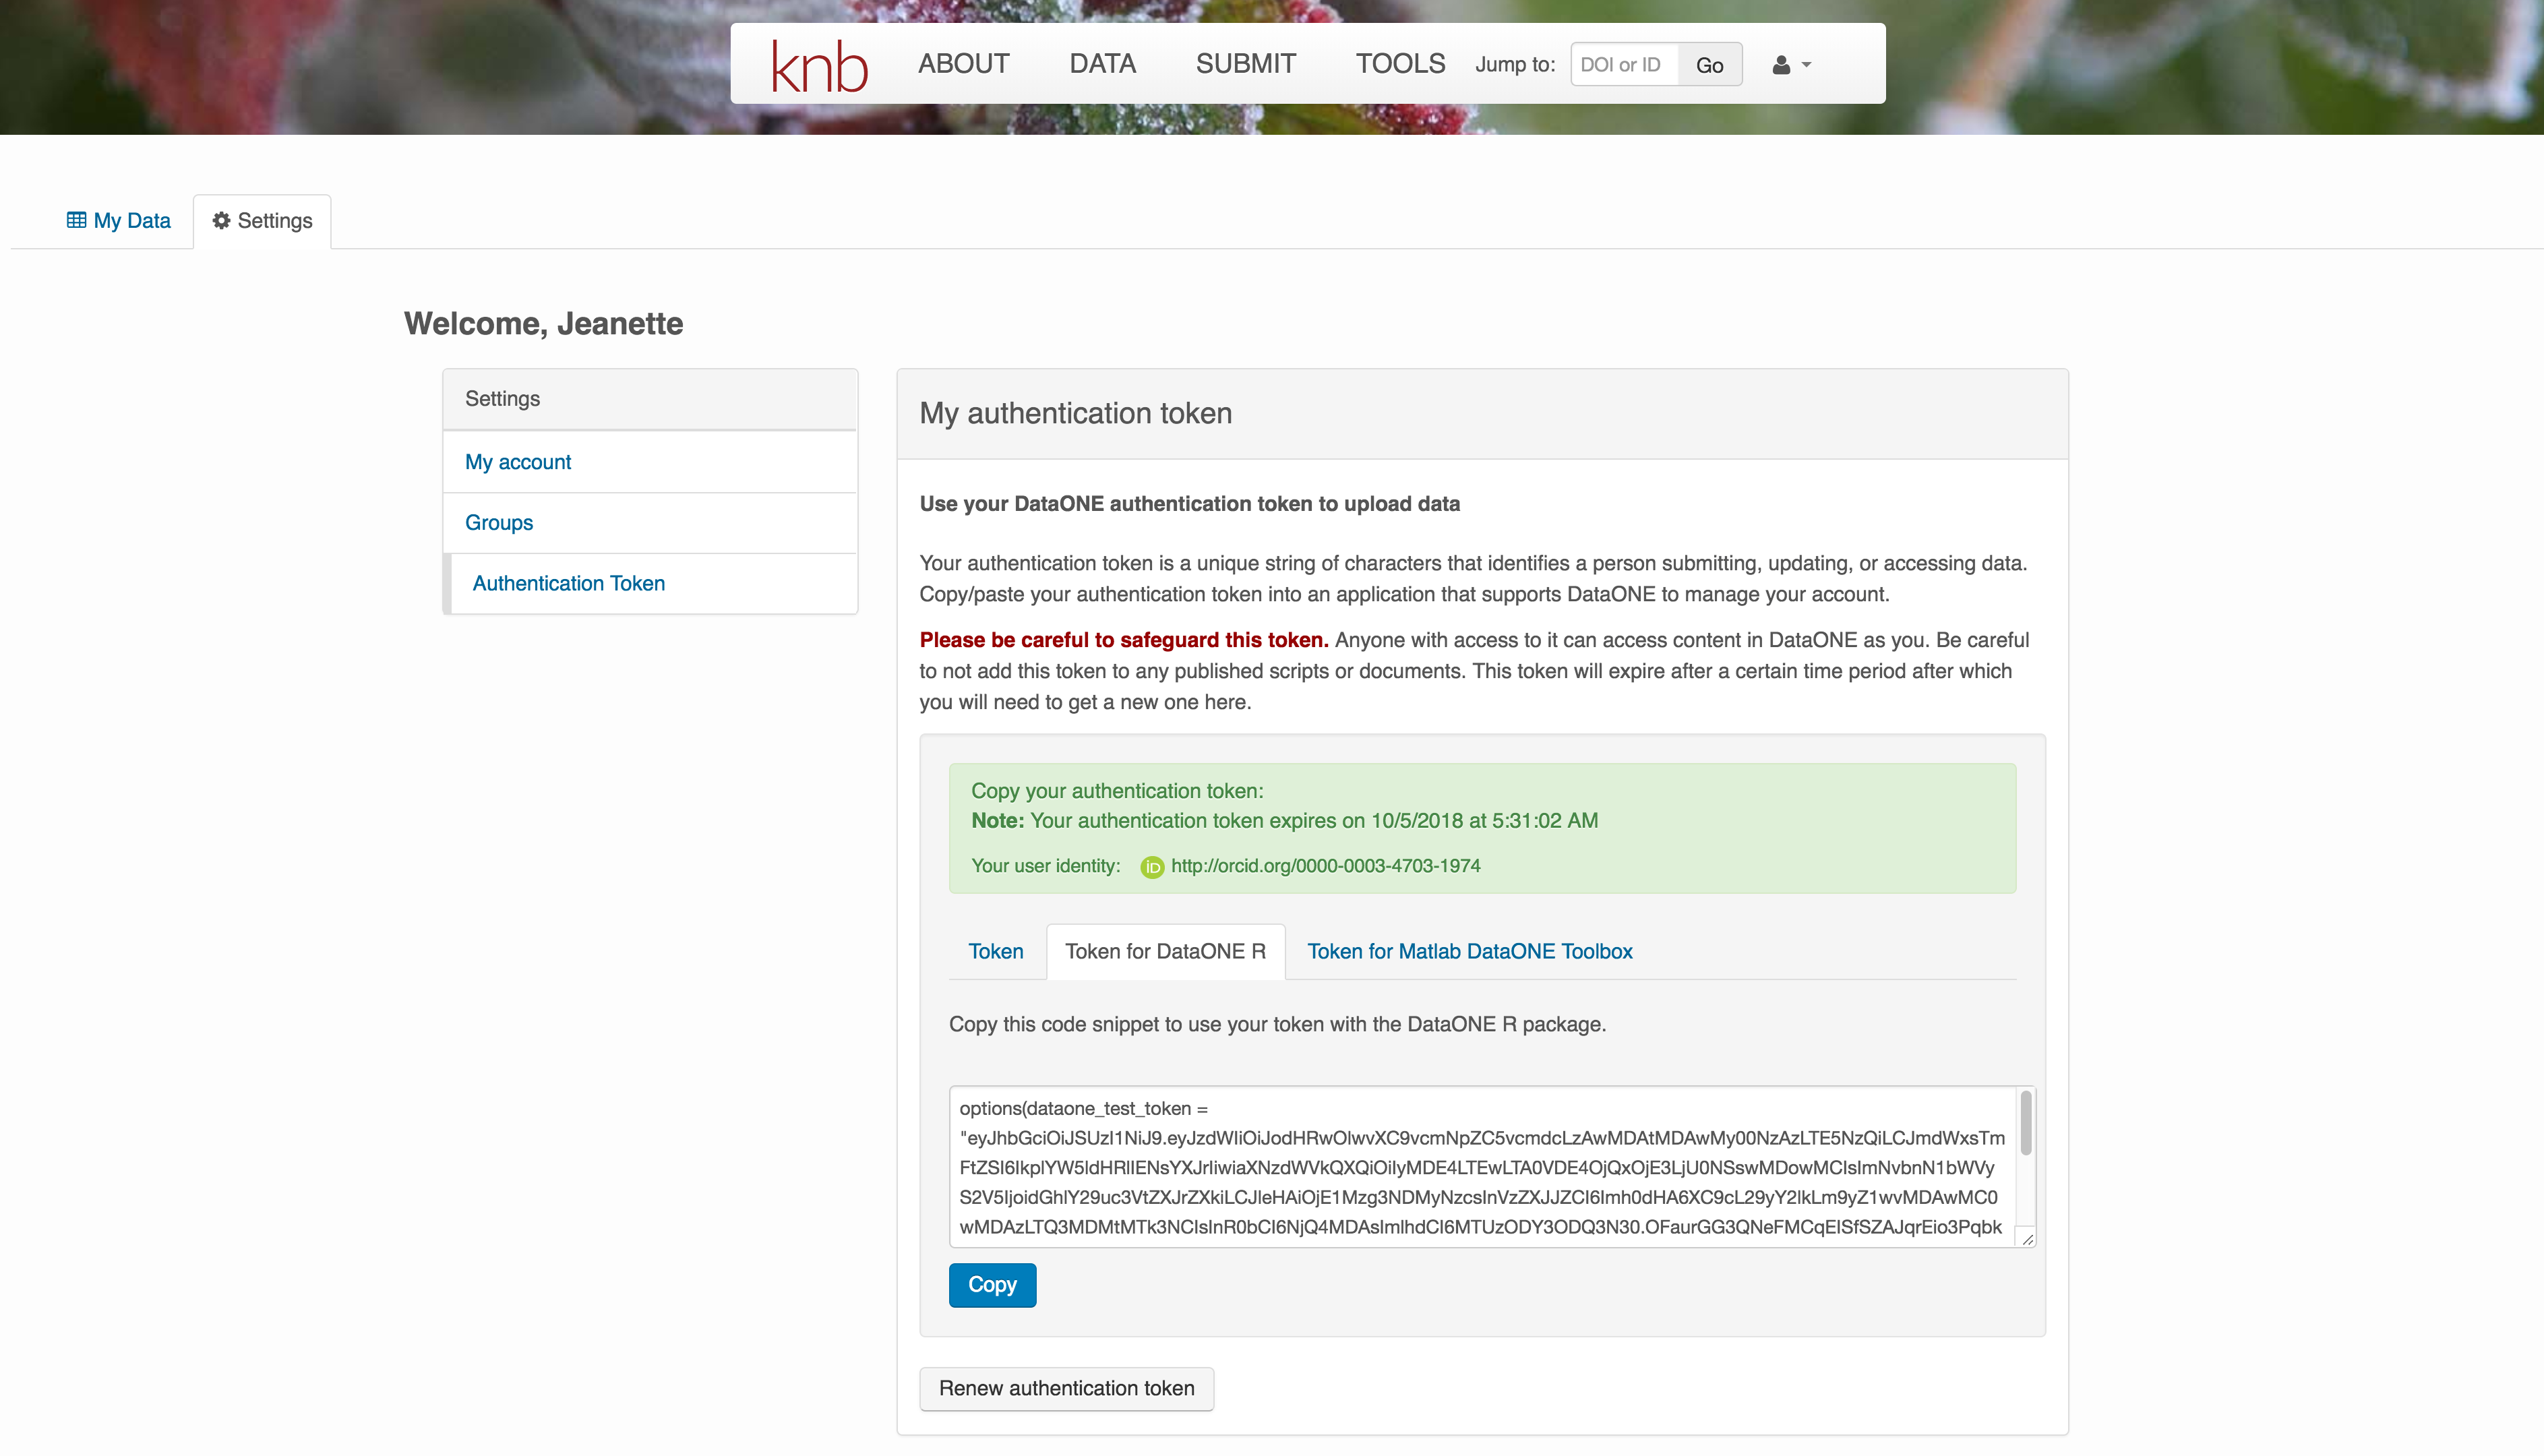 knb
ABOUT
DATA
SUBMIT
TOOLS
Jump to:
DOI or ID
Go
My Data
Settings
Welcome, Jeanette
Settings
My account
Groups
Authentication Token
My authentication token
Use your DataONE authentication token to upload data
Your authentication token is a unique string of characters that identifies a person submitting, updating, or accessing data.
Copy/paste your authentication token into an application that supports DataONE to manage your account.
Please be careful to safeguard this token. Anyone with access to it can access content in DataONE as you. Be careful
to not add this token to any published scripts or documents. This token will expire after a certain time period after which
you will need to get a new one here.
Copy your authentication token:
Note: Your authentication token expires on 10/5/2018 at 5:31:02 AM
Your user identity:
iD http://orcid.org/0000-0003-4703-1974
Token
Token for DataONE R
Token for Matlab DataONE Toolbox
Copy this code snippet to use your token with the DataONE R package.
options(dataone_test_token =
"eyJhbGciOiJSUzI1NiJ9.eyJzdWIiOiJodHRwOlwvXC9vcmNpZC5vcmdcLzAwMDAtMDAwMy00NzAzLTE5NzQiLCJmdWxsTm
FtZSI6IkplYW5ldHRlIENsYXJrIiwiaXNzdWVkQXQiOiIyMDE4LTEwLTA0VDE4OjQxOjE3LjU0NSswMDowMCIsImNvbnN1bWVy
S2V5IjoidGhlY29uc3VtZXJrZXkiLCJleHAiOjE1Mzg3NDMyNzcsInVzZXJJZCI6Imh0dHA6XC9cL29yY2lkLm9yZ1wvMDAwMC0
wMDAzLTQ3MDMtMTk3NCIsInR0bCI6NjQ4MDAsImlhdCI6MTUzODY3ODQ3N30.OFaurGG3QNeFMCqElSfSZAJqrEio3Pqbk
Copy
Renew authentication token